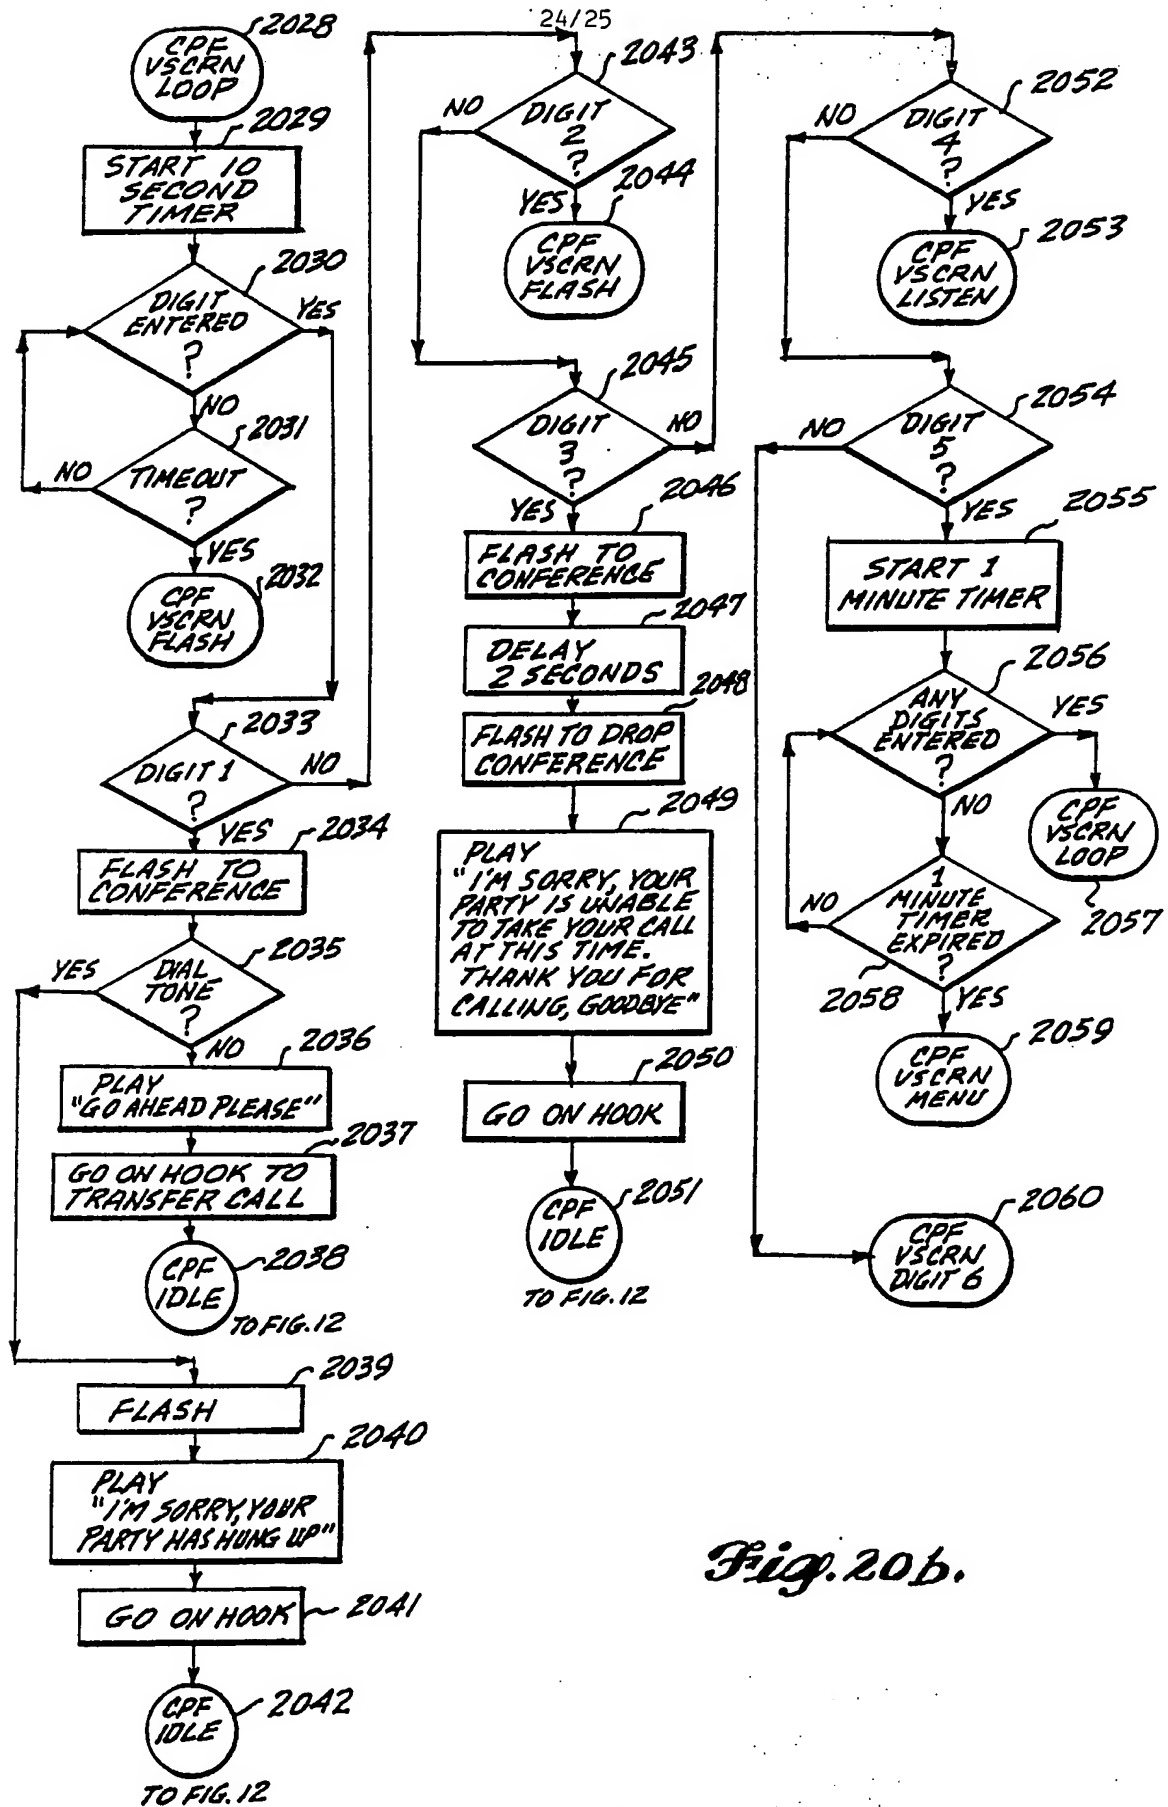 24/25
CPF
VSCRN
LOOP
2028
START 10
SECOND
TIMER
2029
DIGIT
ENTERED
?
2030
YES
NO
TIMEOUT
?
2031
NO
YES
CPF
VSCRN
FLASH
2032
DIGIT 1
?
2033
NO
YES
FLASH TO
CONFERENCE
2034
DIAL
TONE
?
2035
YES
NO
PLAY
"GO AHEAD PLEASE"
2036
GO ON HOOK TO
TRANSFER CALL
2037
CPF
IDLE
2038
TO FIG. 12
FLASH
2039
PLAY
"I'M SORRY, YOUR
PARTY HAS HUNG UP"
2040
GO ON HOOK
2041
CPF
IDLE
2042
TO FIG. 12
DIGIT
2
?
2043
NO
YES
CPF
VSCRN
FLASH
2044
DIGIT
3
?
2045
NO
YES
FLASH TO
CONFERENCE
2046
DELAY
2 SECONDS
2047
FLASH TO DROP
CONFERENCE
2048
PLAY
"I'M SORRY, YOUR
PARTY IS UNABLE
TO TAKE YOUR CALL
AT THIS TIME.
THANK YOU FOR
CALLING, GOODBYE"
2049
GO ON HOOK
2050
CPF
IDLE
2051
TO FIG. 12
DIGIT
4
?
2052
NO
YES
CPF
VSCRN
LISTEN
2053
DIGIT
5
?
2054
NO
YES
START 1
MINUTE TIMER
2055
ANY
DIGITS
ENTERED
?
2056
YES
NO
CPF
VSCRN
LOOP
2057
1
MINUTE
TIMER
EXPIRED
?
2058
NO
YES
CPF
VSCRN
MENU
2059
CPF
VSCRN
DIGIT 6
2060
Fig. 20b.